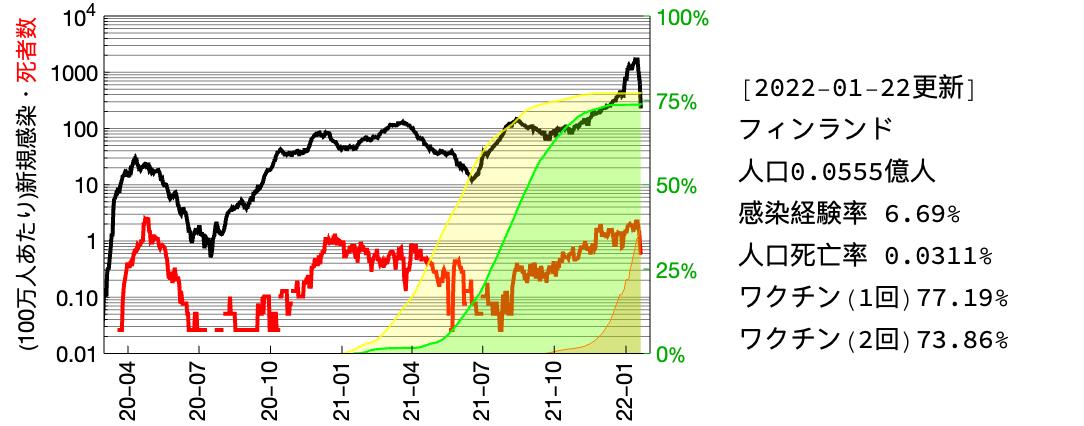 (100万人あたり)新規感染・死者数
10^4
1000
100
10
1
0.10
0.01
100%
75%
50%
25%
0%
20-04
20-07
20-10
21-01
21-04
21-07
21-10
22-01
[2022-01-22更新]
フィンランド
人口0.0555億人
感染経験率 6.69%
人口死亡率 0.0311%
ワクチン(1回)77.19%
ワクチン(2回)73.86%